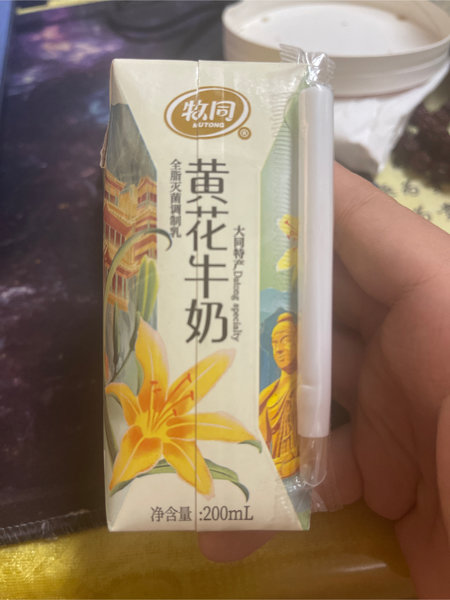 牧同
MUTONG
®
黄花牛奶
全脂灭菌调制乳
大同特产 Datong specialty
净含量:200mL